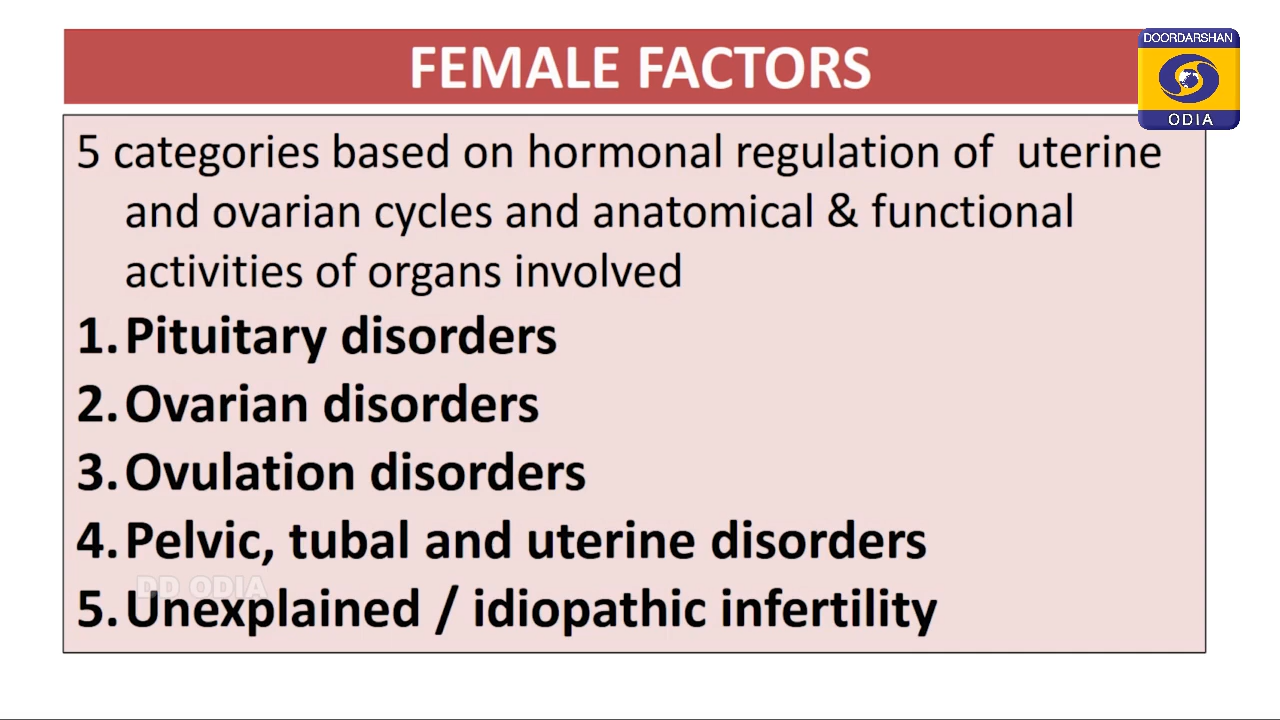 FEMALE FACTORS
DOORDARSHAN
ODIA
5 categories based on hormonal regulation of uterine
and ovarian cycles and anatomical & functional
activities of organs involved
1. Pituitary disorders
2. Ovarian disorders
3. Ovulation disorders
4. Pelvic, tubal and uterine disorders
DD ODIA
5. Unexplained / idiopathic infertility